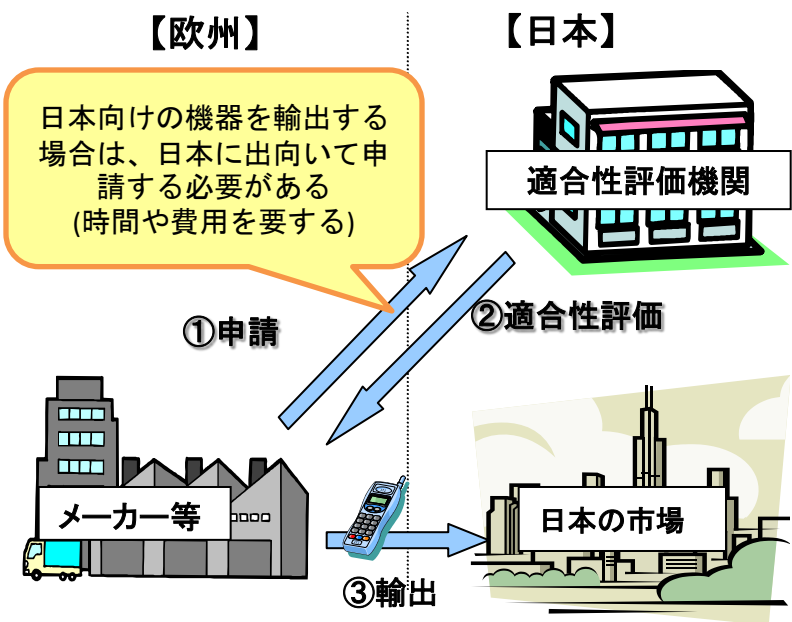 【欧州】
【日本】
日本向けの機器を輸出する
場合は、日本に出向いて申
請する必要がある
(時間や費用を要する)
適合性評価機関
①申請
②適合性評価
メーカー等
日本の市場
③輸出